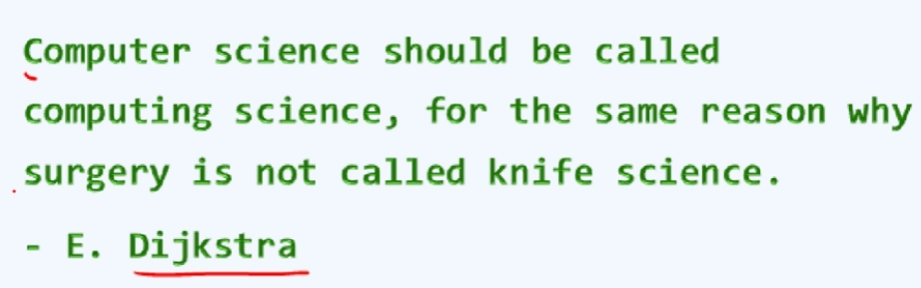 Computer science should be called
computing science, for the same reason why
surgery is not called knife science.
- E. Dijkstra